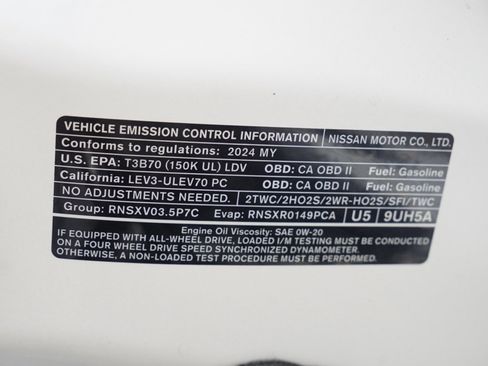 VEHICLE EMISSION CONTROL INFORMATION NISSAN MOTOR CO., LTD.
Conforms to regulations: 2024 MY
U.S. EPA: T3B70 (150K UL) LDV OBD: CA OBD II Fuel: Gasoline
California: LEV3-ULEV70 PC OBD: CA OBD II Fuel: Gasoline
NO ADJUSTMENTS NEEDED. 2TWC/2HO2S/2WR-HO2S/SFI/TWC
Group: RNSXV03.5P7C Evap: RNSXR0149PCA U5 9UH5A
Engine Oil Viscosity: SAE 0W-20
IF EQUIPPED WITH ALL-WHEEL DRIVE, LOADED I/M TESTING MUST BE CONDUCTED
ON A FOUR WHEEL DRIVE SPEED SYNCHRONIZED DYNAMOMETER.
OTHERWISE, A NON-LOADED TEST PROCEDURE MUST BE PERFORMED.